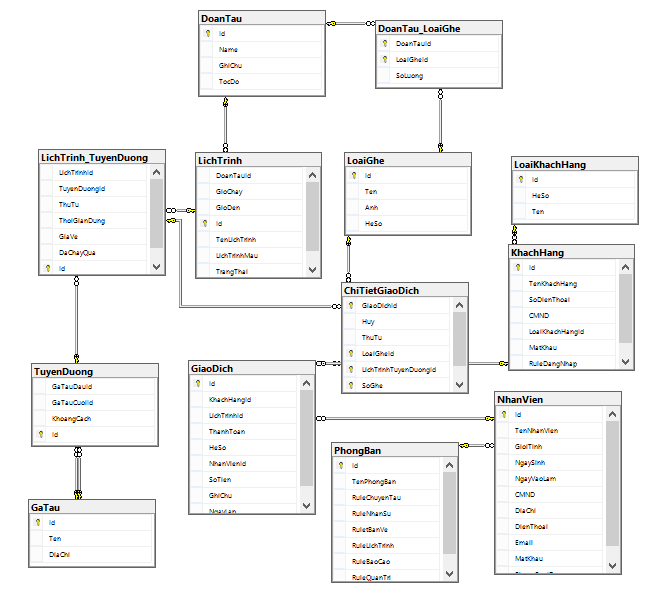 DoanTau
Id
Name
GhiChu
TocDo
DoanTau_LoaiGhe
DoanTauId
LoaiGheId
SoLuong
LichTrinh_TuyenDuong
LichTrinhId
TuyenDuongId
ThuTu
ThoiGianDung
GiaVe
DaChayQua
Id
LichTrinh
DoanTauId
GioChay
GioDen
Id
TenLichTrinh
LichTrinhMau
TrangThai
LoaiGhe
Id
Ten
Anh
HeSo
LoaiKhachHang
Id
HeSo
Ten
KhachHang
Id
TenKhachHang
SoDienThoai
CMND
LoaiKhachHangId
MatKhau
RuleDangNhap
ChiTietGiaoDich
GiaoDichId
Huy
ThuTu
LoaiGheId
LichTrinhTuyenDuongId
SoGhe
TuyenDuong
GaTauDauId
GaTauCuoiId
KhoangCach
Id
GiaoDich
Id
KhachHangId
LichTrinhId
ThanhToan
HeSo
NhanVienId
SoTien
GhiChu
NgayLap
NhanVien
Id
TenNhanVien
GioiTinh
NgaySinh
NgayVaoLam
CMND
DiaChi
DienThoai
Email
MatKhau
PhongBan
Id
TenPhongBan
RuleChuyenTau
RuleNhanSu
RuletBanVe
RuleLichTrinh
RuleBaoCao
RuleQuanTri
GaTau
Id
Ten
DiaChi